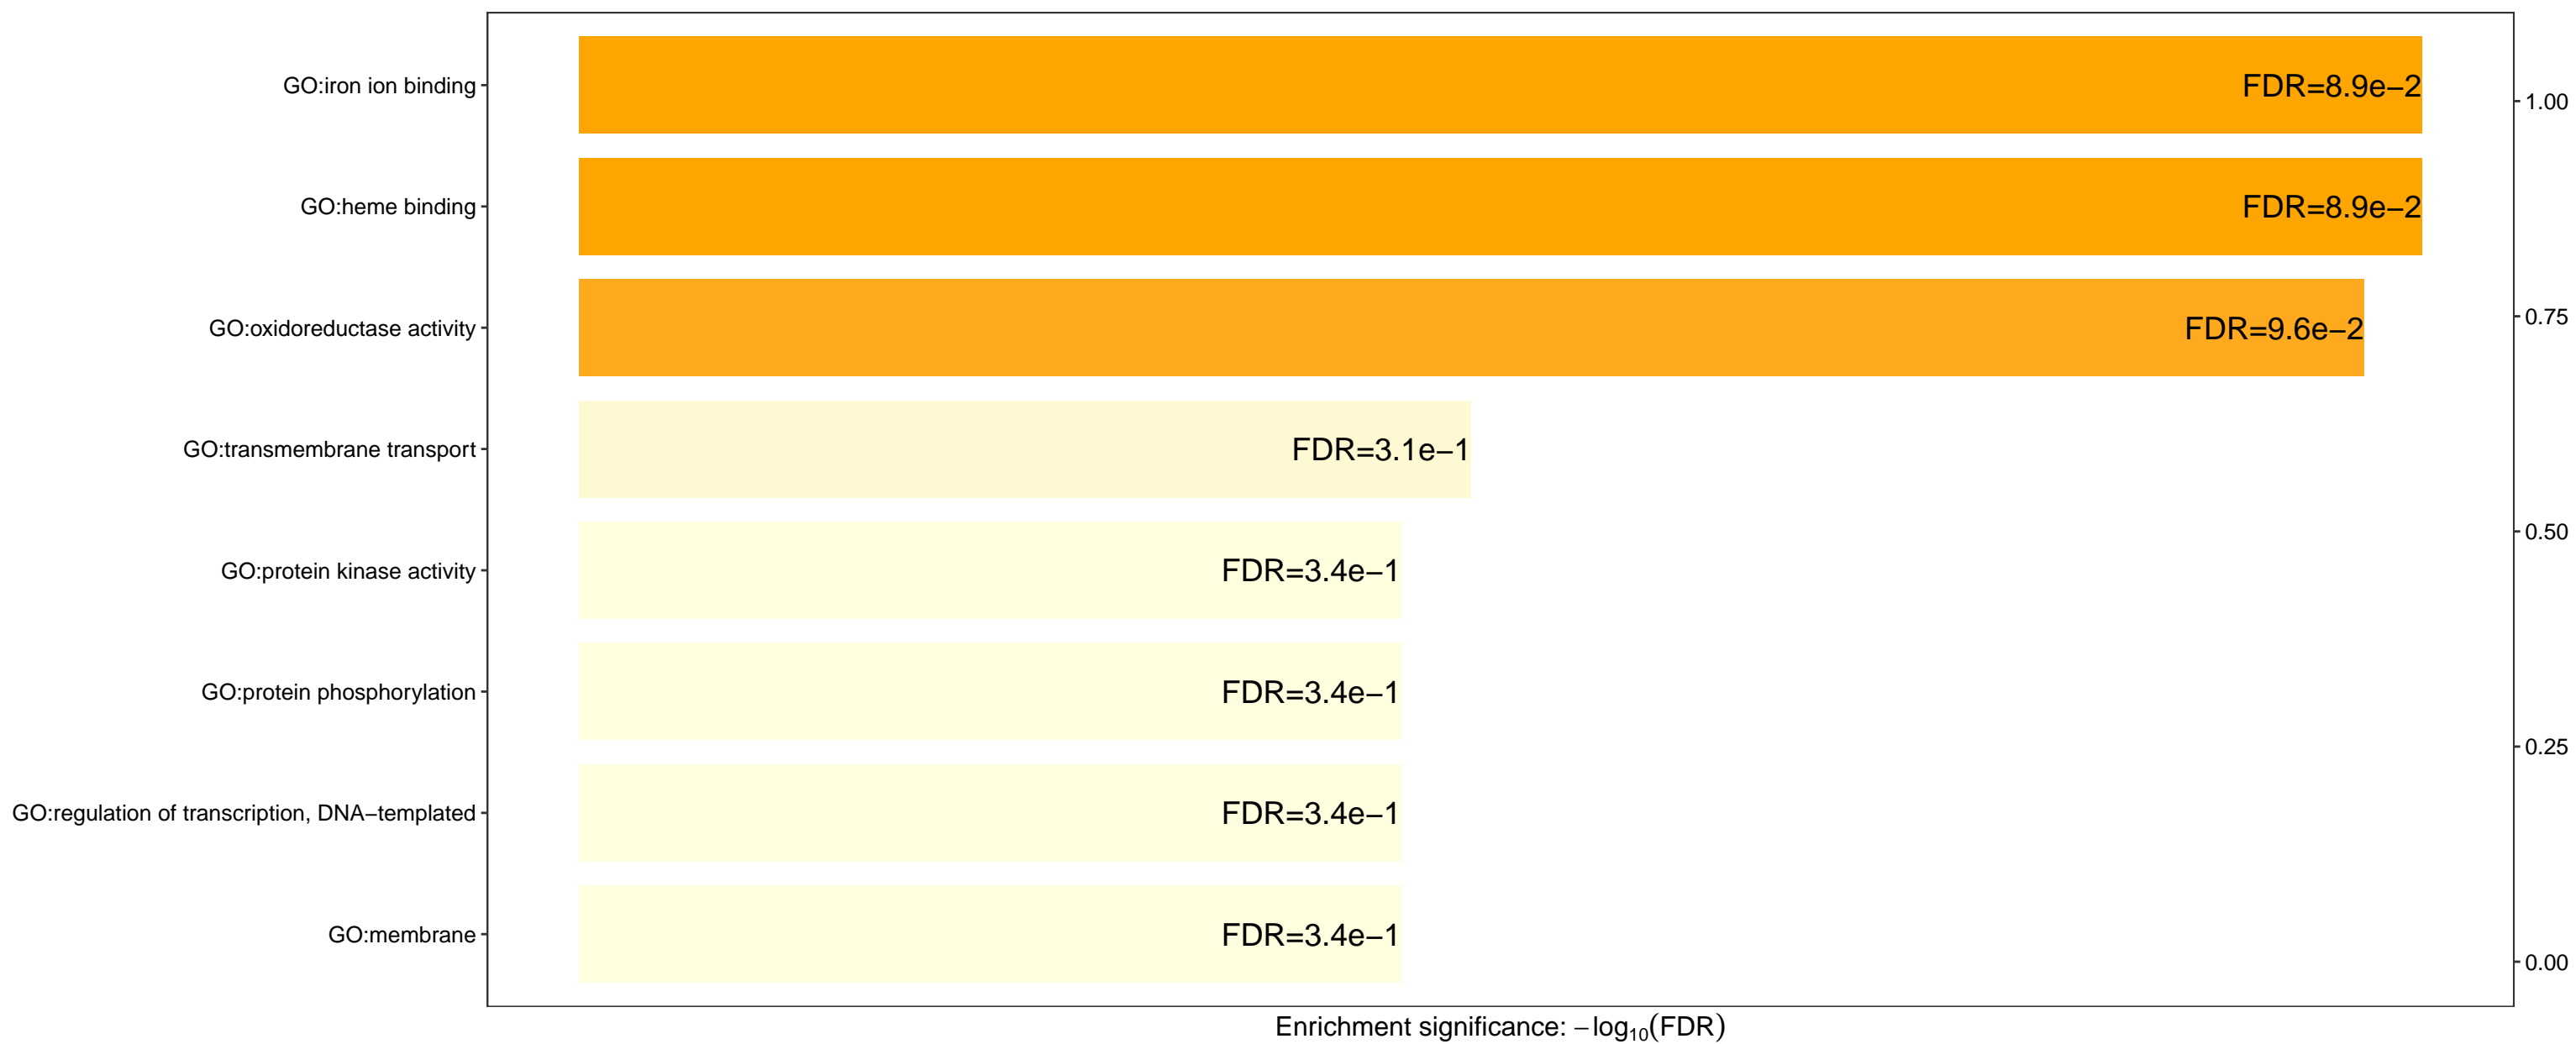 GO:iron ion binding
FDR=8.9e−2
1.00
GO:heme binding
FDR=8.9e−2
GO:oxidoreductase activity
FDR=9.6e−2
0.75
GO:transmembrane transport
FDR=3.1e−1
0.50
GO:protein kinase activity
FDR=3.4e−1
GO:protein phosphorylation
FDR=3.4e−1
0.25
GO:regulation of transcription, DNA−templated
FDR=3.4e−1
GO:membrane
FDR=3.4e−1
0.00
Enrichment significance: −log₁₀(FDR)